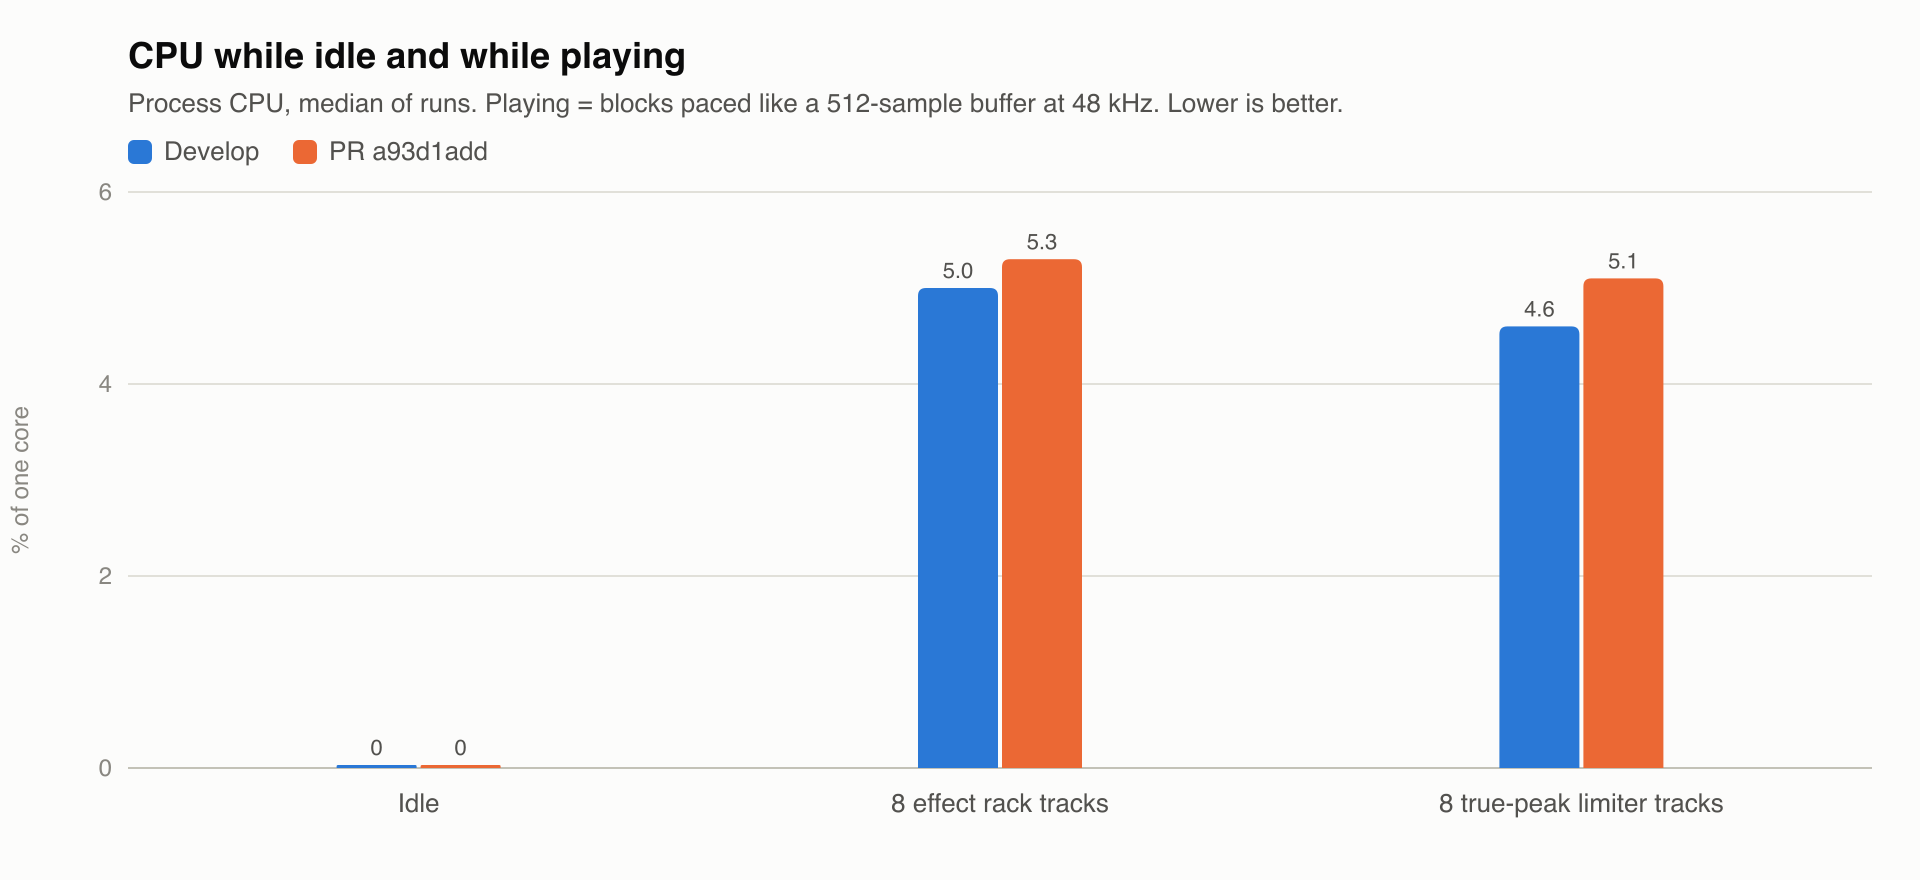 CPU while idle and while playing
Process CPU, median of runs. Playing = blocks paced like a 512-sample buffer at 48 kHz. Lower is better.
Develop PR a93d1add
6
5.3
5.0
5.1
4.6
4
% of one core
2
0 0
0
Idle 8 effect rack tracks 8 true-peak limiter tracks